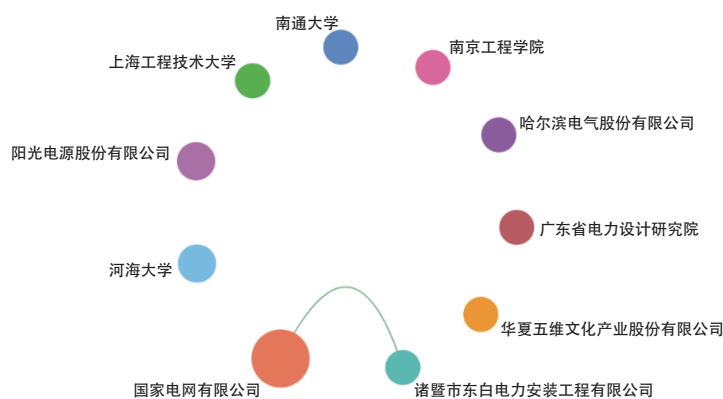 南通大学
南京工程学院
上海工程技术大学
哈尔滨电气股份有限公司
阳光电源股份有限公司
广东省电力设计研究院
河海大学
华夏五维文化产业股份有限公司
国家电网有限公司
诸暨市东白电力安装工程有限公司